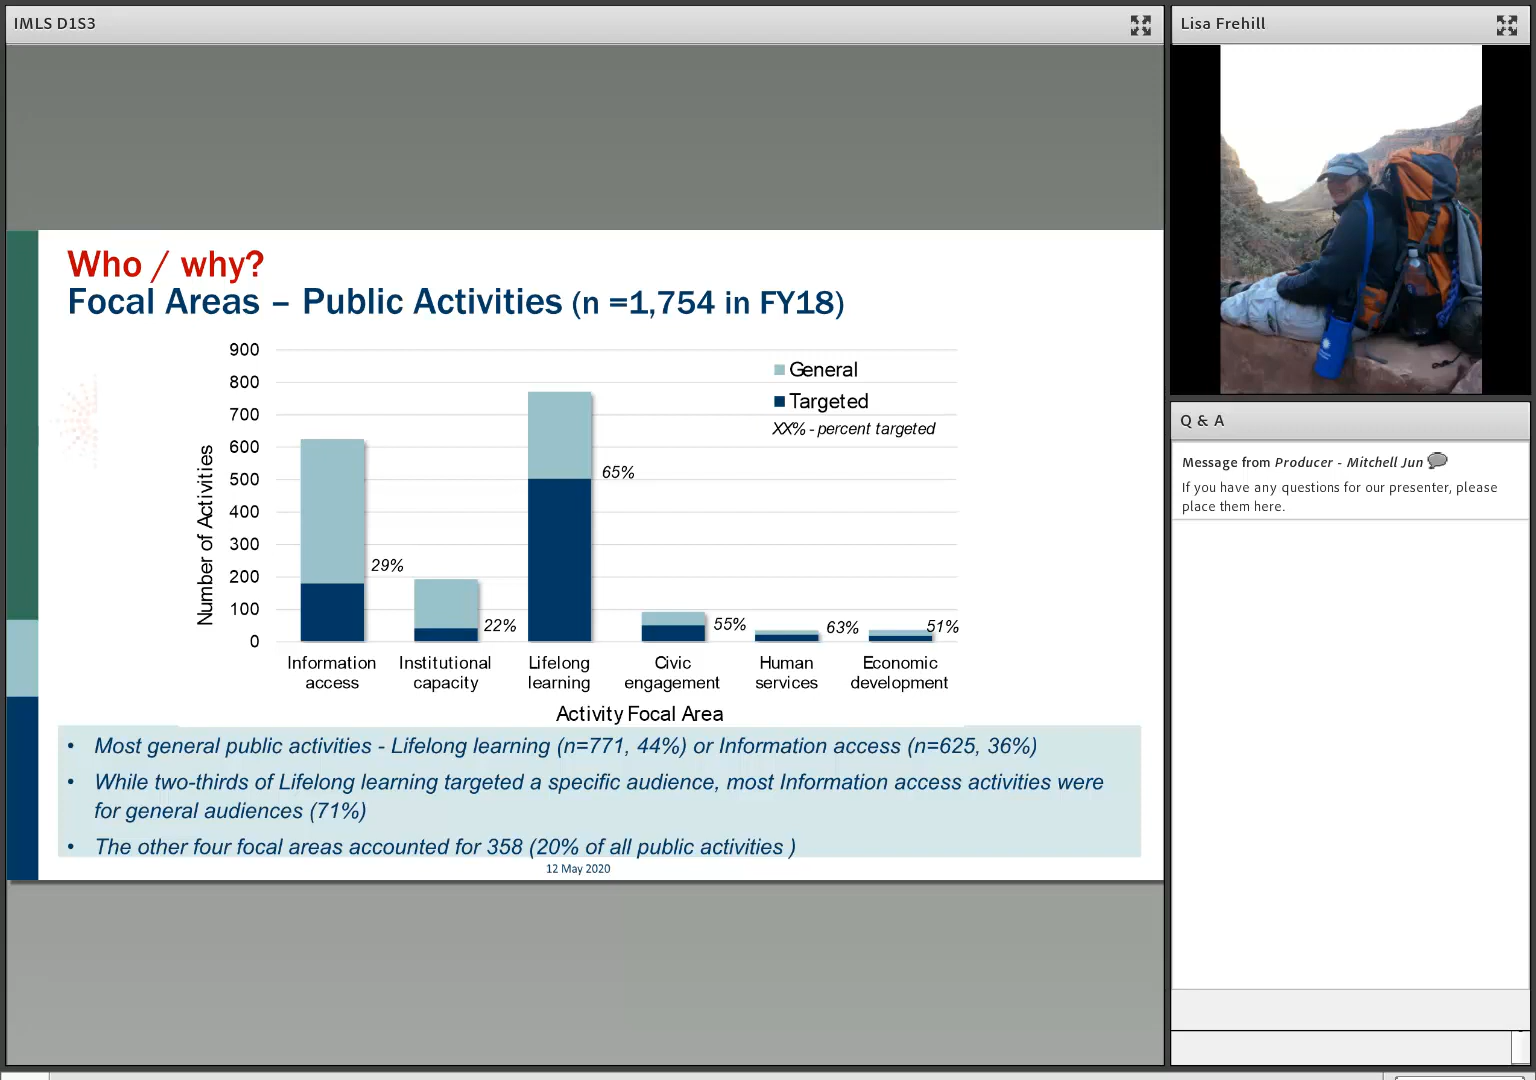 IMLS D1S3
Who / why?
Focal Areas – Public Activities (n =1,754 in FY18)
900
800
700
600
500
400
300
200
100
0
Number of Activities
General
Targeted
XX% - percent targeted
29%
22%
65%
55%
63%
51%
Information access
Institutional capacity
Lifelong learning
Civic engagement
Human services
Economic development
Activity Focal Area
• Most general public activities - Lifelong learning (n=771, 44%) or Information access (n=625, 36%)
• While two-thirds of Lifelong learning targeted a specific audience, most Information access activities were
for general audiences (71%)
• The other four focal areas accounted for 358 (20% of all public activities )
12 May 2020
Lisa Frehill
Q & A
Message from Producer - Mitchell Jun
If you have any questions for our presenter, please
place them here.